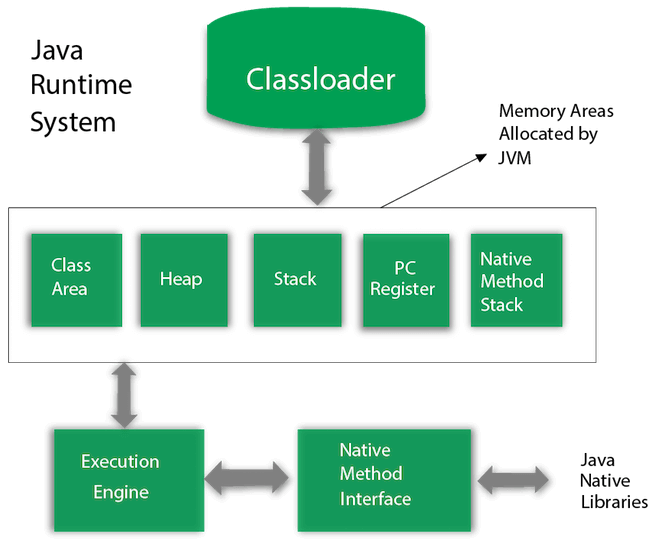 Java
Runtime
System
Classloader
Memory Areas
Allocated by
JVM
Class
Area
Heap
Stack
PC
Register
Native
Method
Stack
Execution
Engine
Native
Method
Interface
Java
Native
Libraries